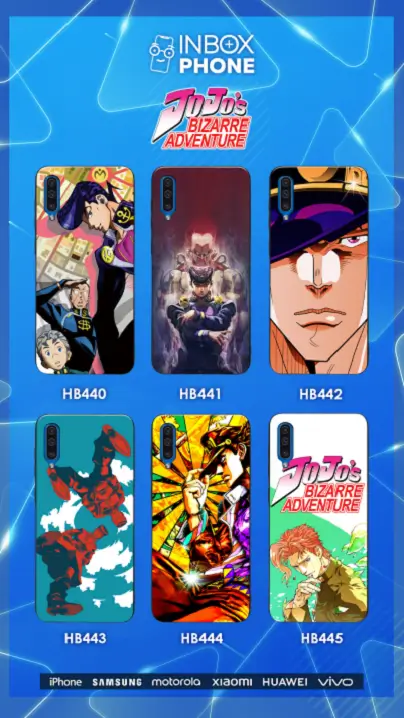 INBOX
PHONE
JoJo's
BIZARRE
ADVENTURE
HB440
HB441
HB442
JoJo's
BIZARRE
ADVENTURE
HB443
HB444
HB445
iPhone SAMSUNG motorola XIAOMI HUAWEI vivo